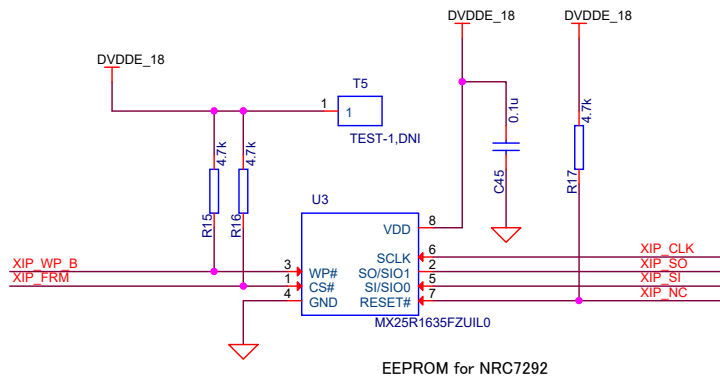 DVDDE_18
DVDDE_18
DVDDE_18
T5
1
1
TEST-1,DNI
0.1u
C45
4.7k
R17
4.7k
R15
4.7k
R16
U3
VDD
8
SCLK
6
XIP_CLK
XIP_WP_B
3
WP#
SO/SIO1
2
XIP_SO
XIP_FRM
1
CS#
SI/SIO0
5
XIP_SI
4
GND
RESET#
7
XIP_NC
MX25R1635FZUIL0
EEPROM for NRC7292